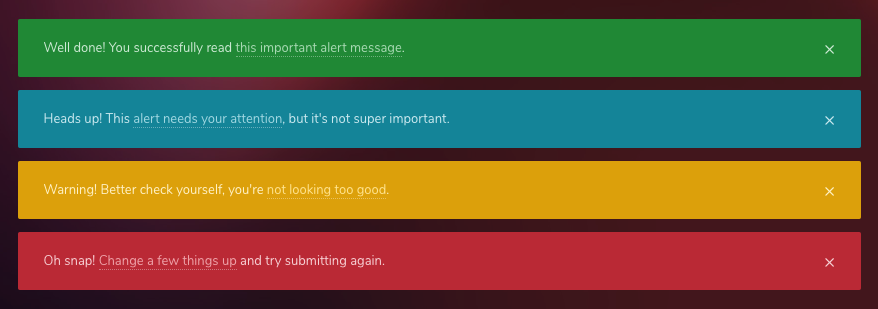 Well done! You successfully read this important alert message. ×
Heads up! This alert needs your attention, but it's not super important. ×
Warning! Better check yourself, you're not looking too good. ×
Oh snap! Change a few things up and try submitting again. ×